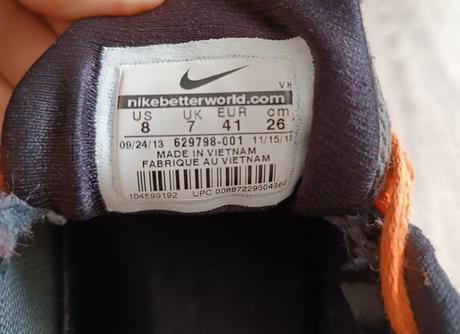 VH
nikebetterworld.com
US UK EUR cm
8 7 41 26
09/24/13 629798-001 11/15/13
MADE IN VIETNAM
FABRIQUE AU VIETNAM
104599192 UPC